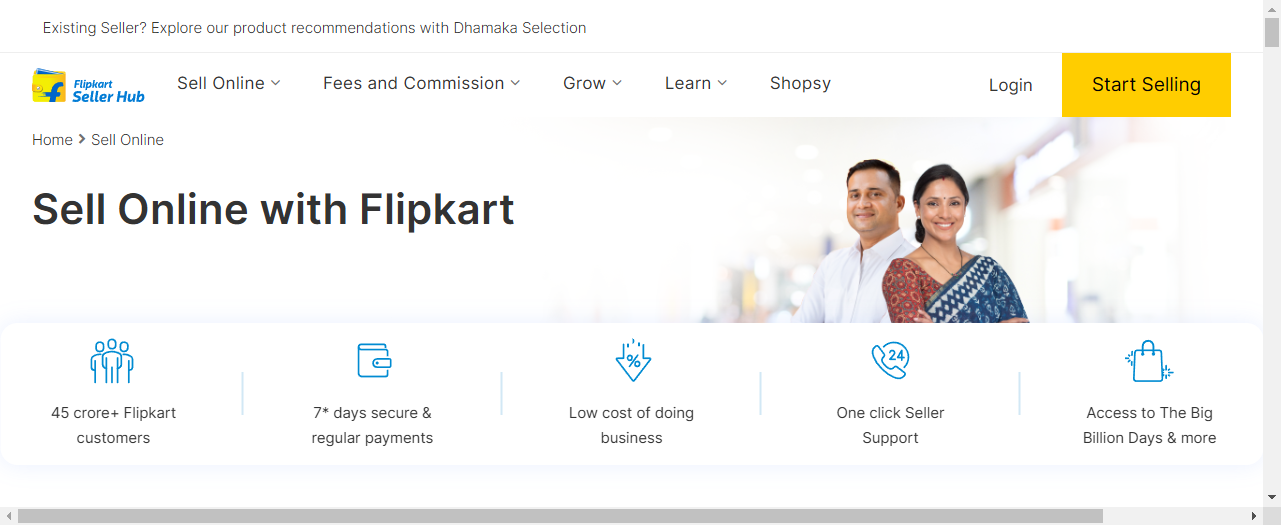 Existing Seller? Explore our product recommendations with Dhamaka Selection
Flipkart
Seller Hub
Sell Online
Fees and Commission
Grow
Learn
Shopsy
Login
Start Selling
Home
Sell Online
Sell Online with Flipkart
24
%
45 crore+ Flipkart
customers
7* days secure &
regular payments
Low cost of doing
business
One click Seller
Support
Access to The Big
Billion Days & more